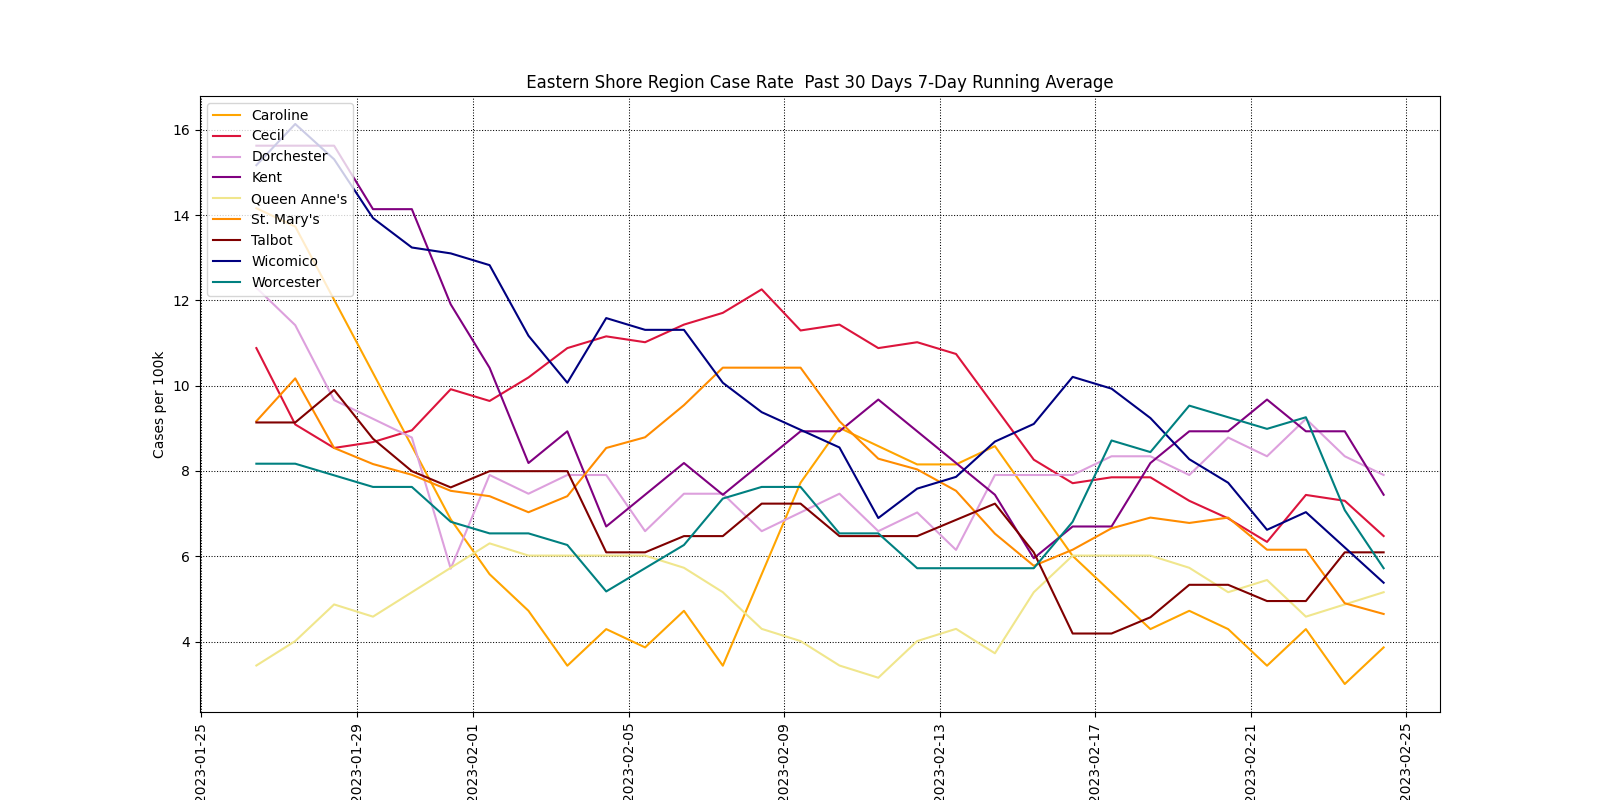 Eastern Shore Region Case Rate  Past 30 Days 7-Day Running Average
Caroline
Cecil
Dorchester
Kent
Queen Anne's
St. Mary's
Talbot
Wicomico
Worcester
Cases per 100k
16
14
12
10
8
6
4
2023-01-25
2023-01-29
2023-02-01
2023-02-05
2023-02-09
2023-02-13
2023-02-17
2023-02-21
2023-02-25